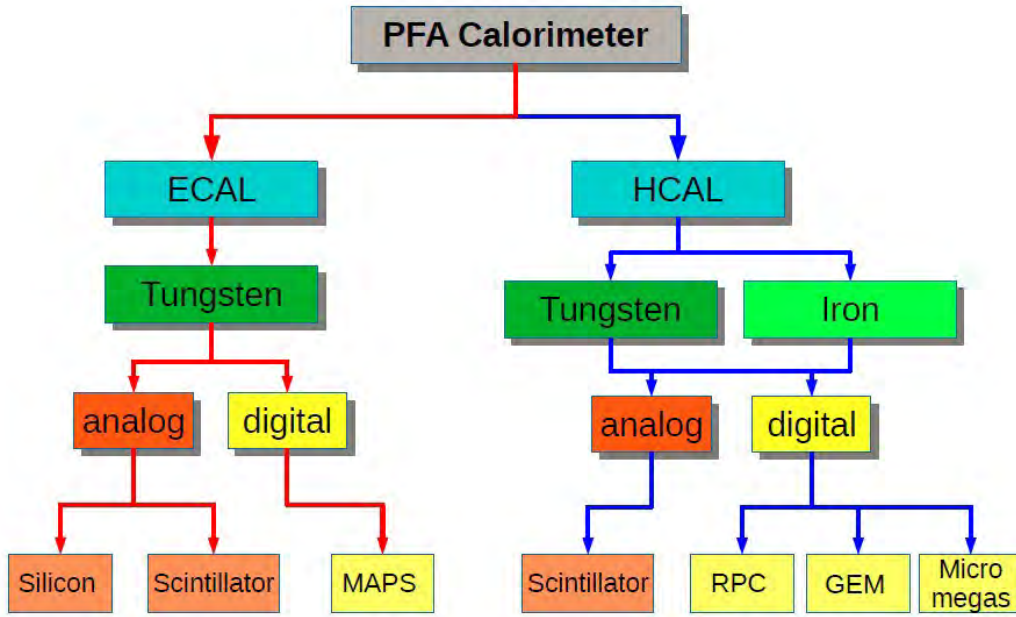 PFA Calorimeter
ECAL
HCAL
Tungsten
Tungsten
Iron
analog
digital
analog
digital
Silicon
Scintillator
MAPS
Scintillator
RPC
GEM
Micro
megas